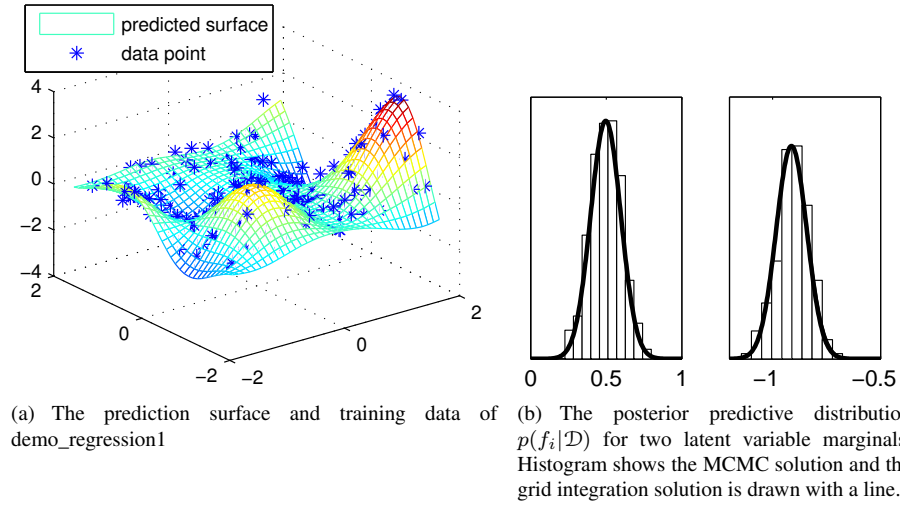 predicted surface
data point
4
2
0
−2
−4
2
0
−2
−2
0
2
0
0.5
1
−1
−0.5
(a) The prediction surface and training data of
demo_regression1
(b) The posterior predictive distributio
p(f_i|D) for two latent variable marginals
Histogram shows the MCMC solution and th
grid integration solution is drawn with a line.